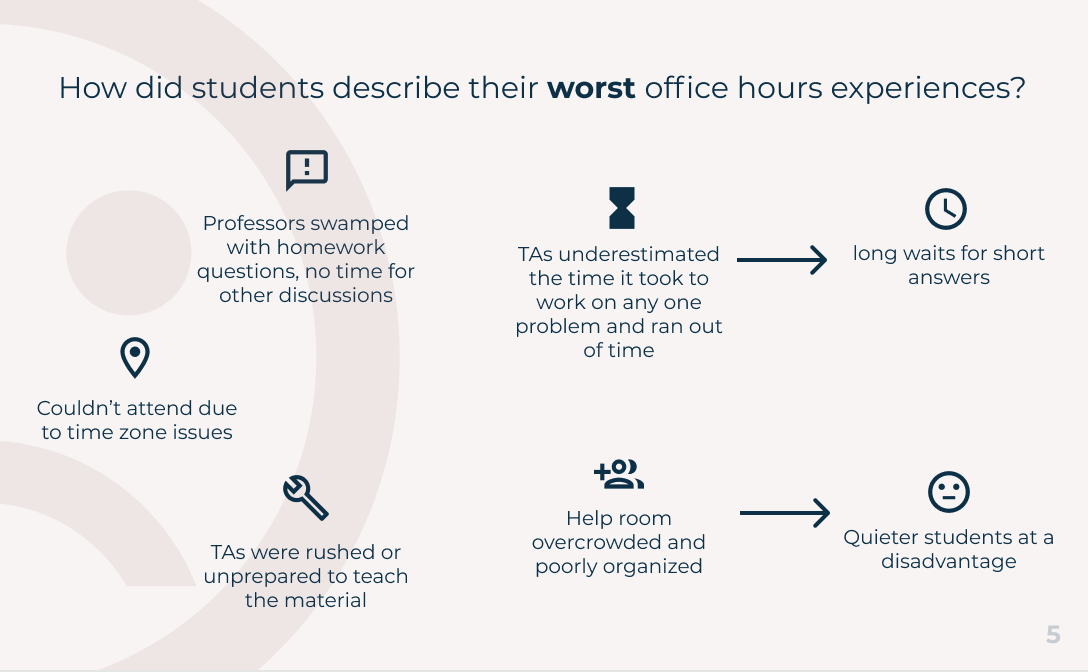 How did students describe their worst office hours experiences?
Professors swamped
with homework
questions, no time for
other discussions
Couldn’t attend due
to time zone issues
TAs were rushed or
unprepared to teach
the material
TAs underestimated
the time it took to
work on any one
problem and ran out
of time
long waits for short
answers
Help room
overcrowded and
poorly organized
Quieter students at a
disadvantage
5